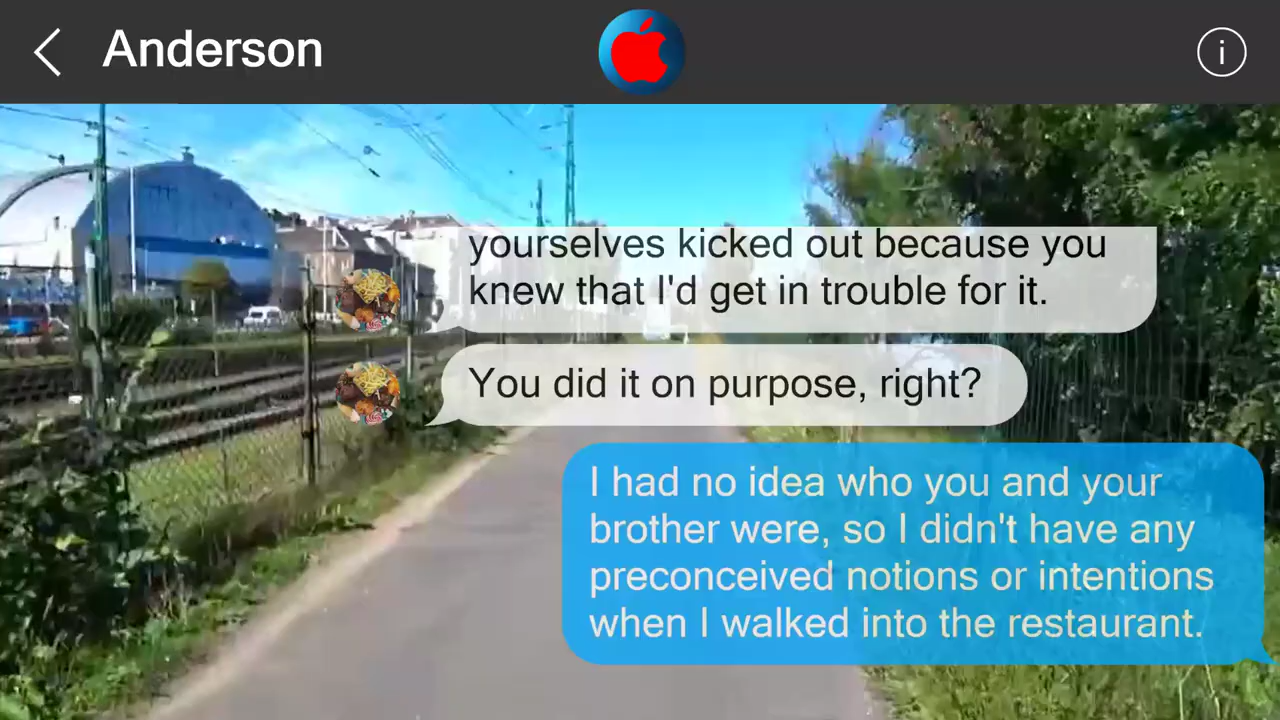 Anderson
i
yourselves kicked out because you
knew that I'd get in trouble for it.
You did it on purpose, right?
I had no idea who you and your
brother were, so I didn't have any
preconceived notions or intentions
when I walked into the restaurant.